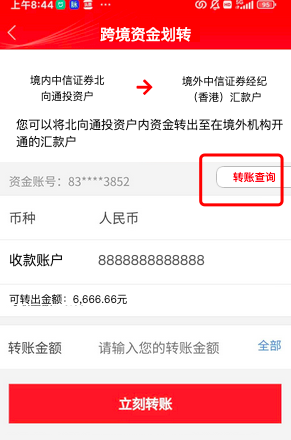 上午8:44
95
跨境资金划转
境内中信证券北向通投资户
境外中信证券经纪（香港）汇款户
您可以将北向通投资户内资金转出至在境外机构开
通的汇款户
资金账号：83****3852
转账查询
币种
人民币
收款账户
8888888888888
可转出金额：6,666.66元
转账金额
请输入您的转账金额
全部
立刻转账